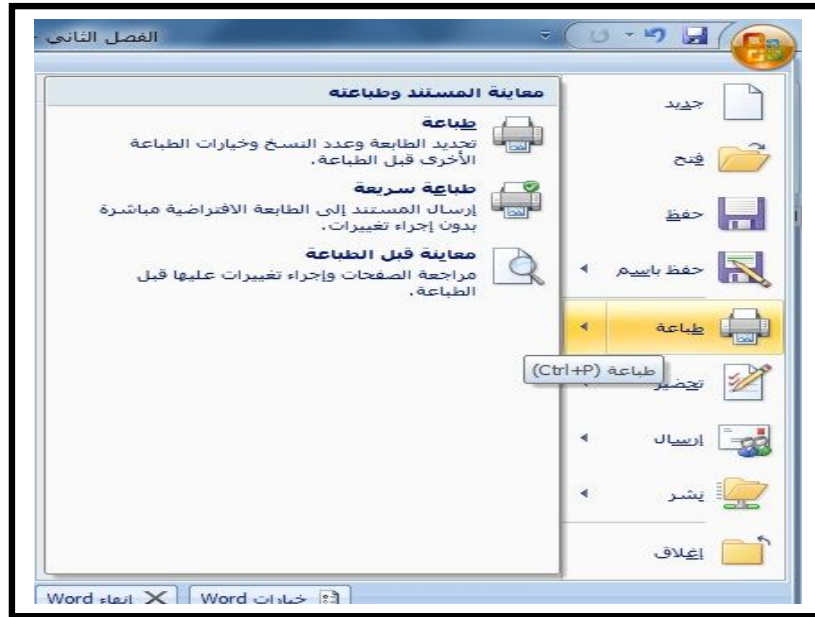 الفصل الثاني -
جديد
فتح
حفظ
حفظ باسم
طباعة
طباعة (Ctrl+P)
تحضير
إرسال
نشر
إغلاق
معاينة المستند وطباعته
طباعة
تحديد الطابعة وعدد النسخ وخيارات الطباعة
الأخرى قبل الطباعة.
طباعة سريعة
إرسال المستند إلى الطابعة الافتراضية مباشرة
بدون إجراء تغييرات.
معاينة قبل الطباعة
مراجعة الصفحات وإجراء تغييرات عليها قبل
الطباعة.
خيارات Word
إنهاء Word